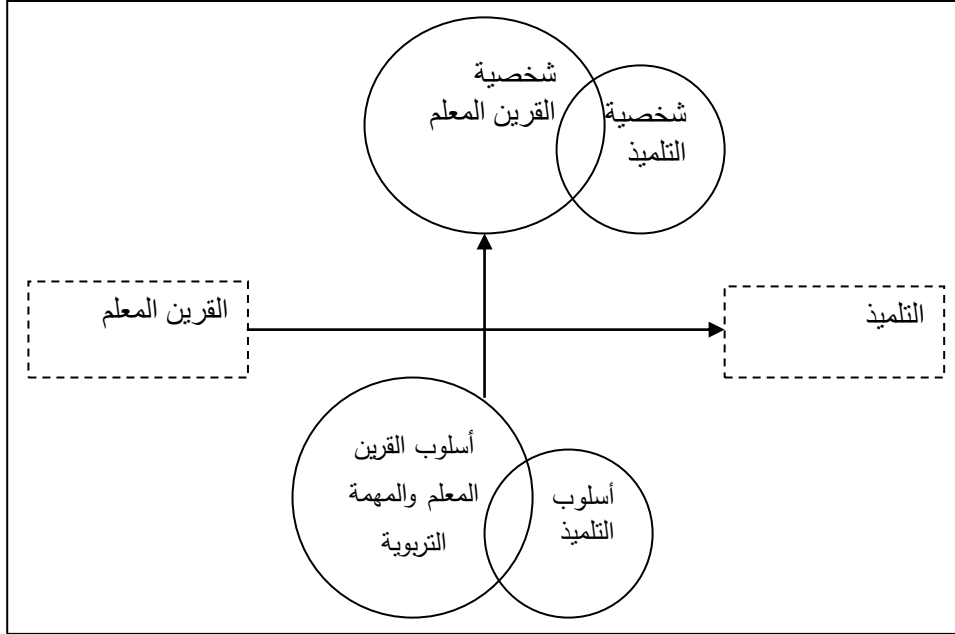 شخصية
القرين المعلم
شخصية
التلميذ
القرين المعلم
التلميذ
أسلوب القرين
المعلم والمهمة
التربوية
أسلوب
التلميذ